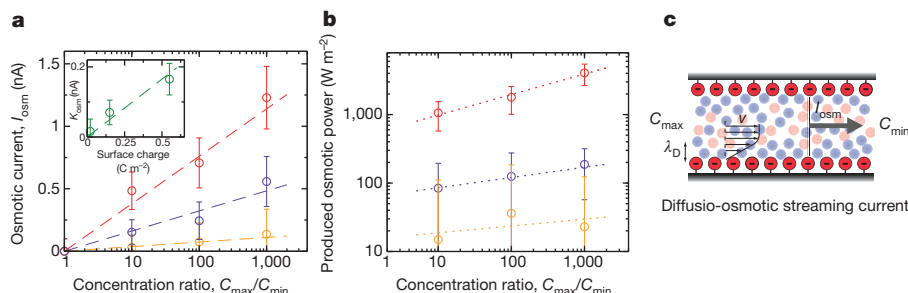 a
Osmotic current, I_osm (nA)
1.5
1
0.5
0
K_osm (nA)
0.2
0
0
0.25
0.5
Surface charge
(C m⁻²)
1
10
100
1,000
Concentration ratio, C_max/C_min
b
Produced osmotic power (W m⁻²)
1,000
100
10
1
10
100
1,000
Concentration ratio, C_max/C_min
c
C_max
λ_D
v
I_osm
C_min
Diffusio-osmotic streaming current